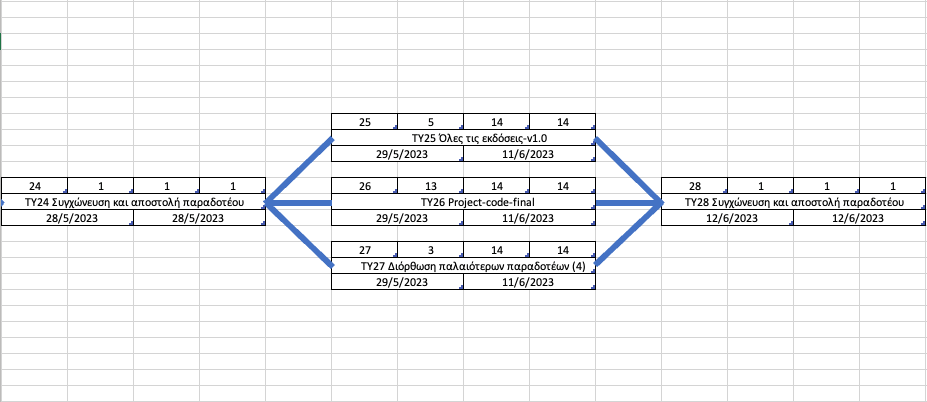 25 5 14 14
ΤΥ25 Όλες τις εκδόσεις-v1.0
29/5/2023 11/6/2023
24 1 1 1
ΤΥ24 Συγχώνευση και αποστολή παραδοτέου
28/5/2023 28/5/2023
26 13 14 14
ΤΥ26 Project-code-final
29/5/2023 11/6/2023
28 1 1 1
ΤΥ28 Συγχώνευση και αποστολή παραδοτέου
12/6/2023 12/6/2023
27 3 14 14
ΤΥ27 Διόρθωση παλαιότερων παραδοτέων (4)
29/5/2023 11/6/2023